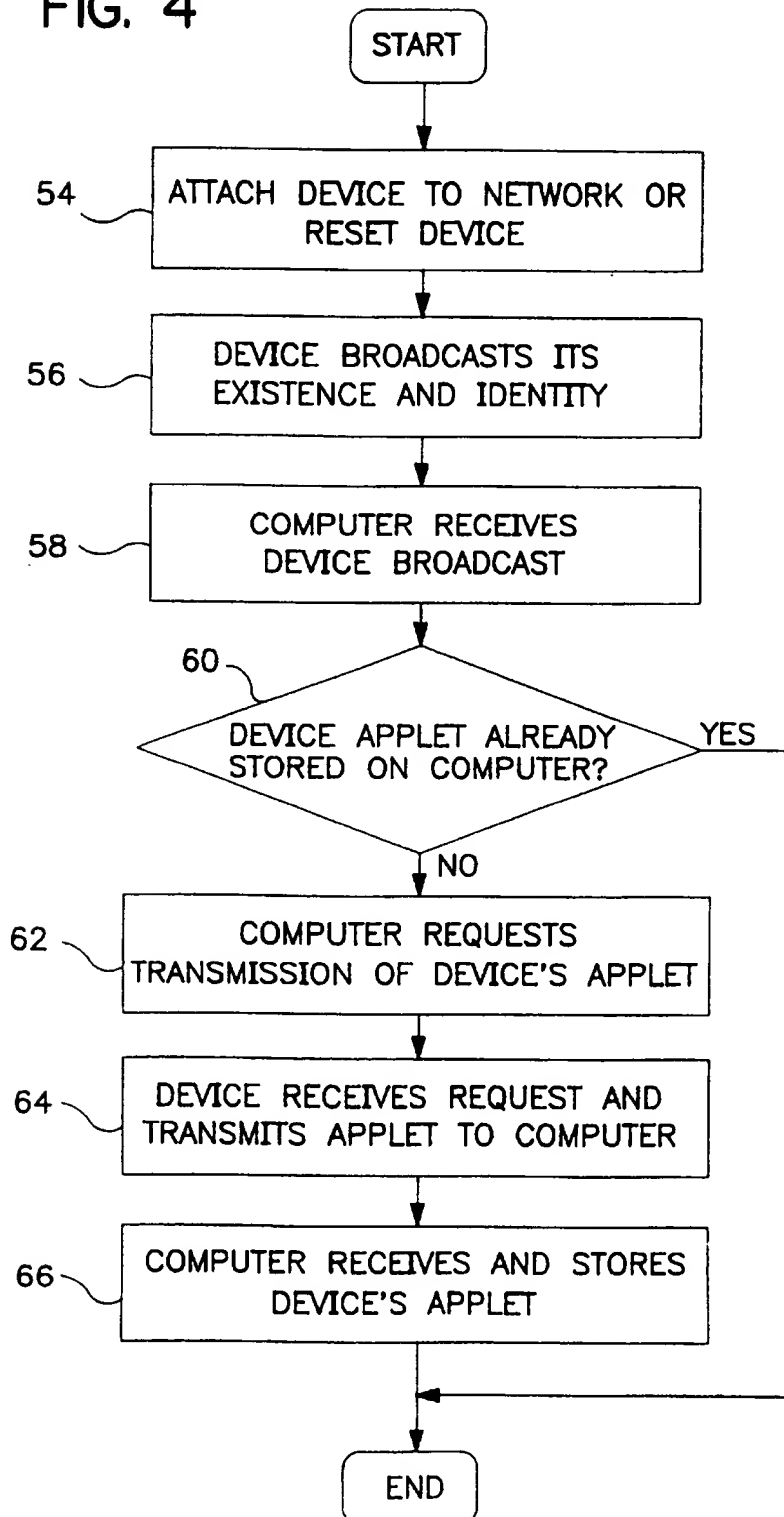 FIG. 4
START
54
ATTACH DEVICE TO NETWORK OR
RESET DEVICE
56
DEVICE BROADCASTS ITS
EXISTENCE AND IDENTITY
58
COMPUTER RECEIVES
DEVICE BROADCAST
60
DEVICE APPLET ALREADY
STORED ON COMPUTER?
YES
NO
62
COMPUTER REQUESTS
TRANSMISSION OF DEVICE'S APPLET
64
DEVICE RECEIVES REQUEST AND
TRANSMITS APPLET TO COMPUTER
66
COMPUTER RECEIVES AND STORES
DEVICE'S APPLET
END